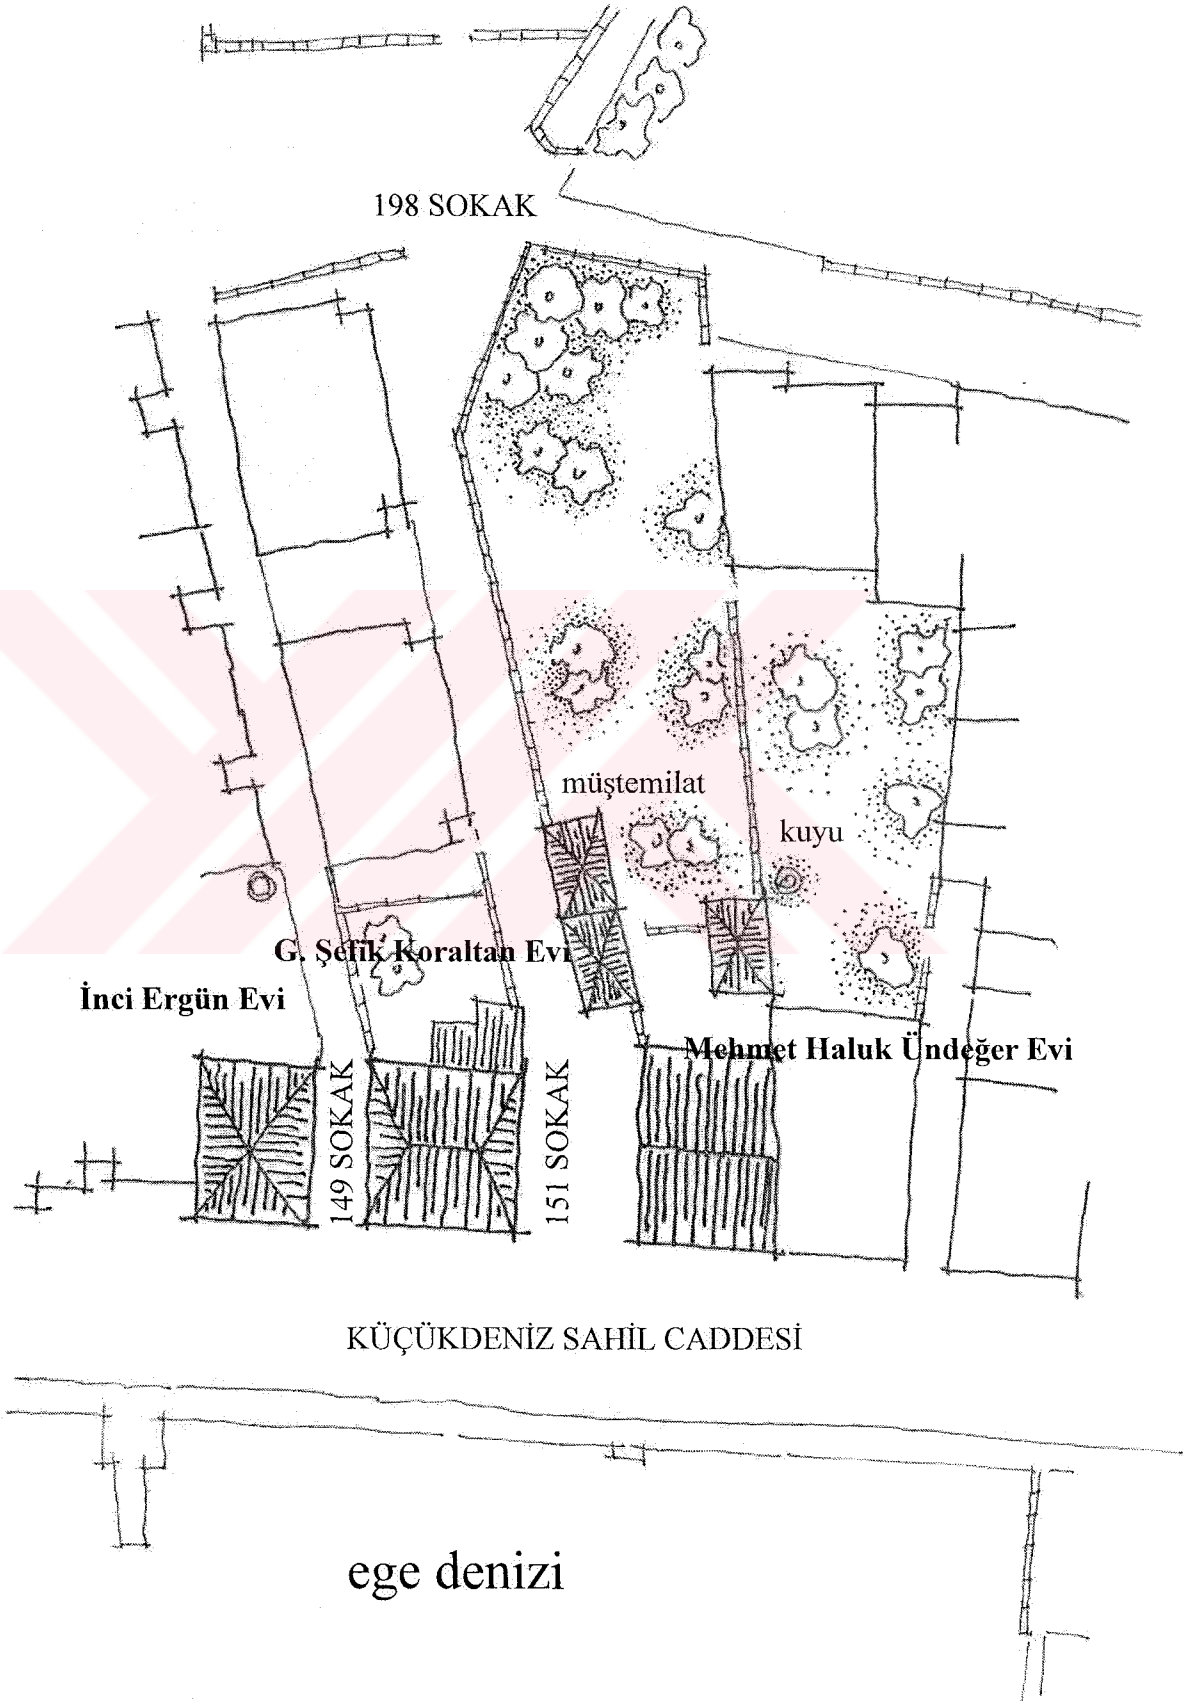 198 SOKAK
müştemilat
kuyu
G. Şefik Koraltan Evi
İnci Ergün Evi
Mehmet Haluk Ündeğer Evi
149 SOKAK
151 SOKAK
KÜÇÜKDENİZ SAHİL CADDESİ
ege denizi